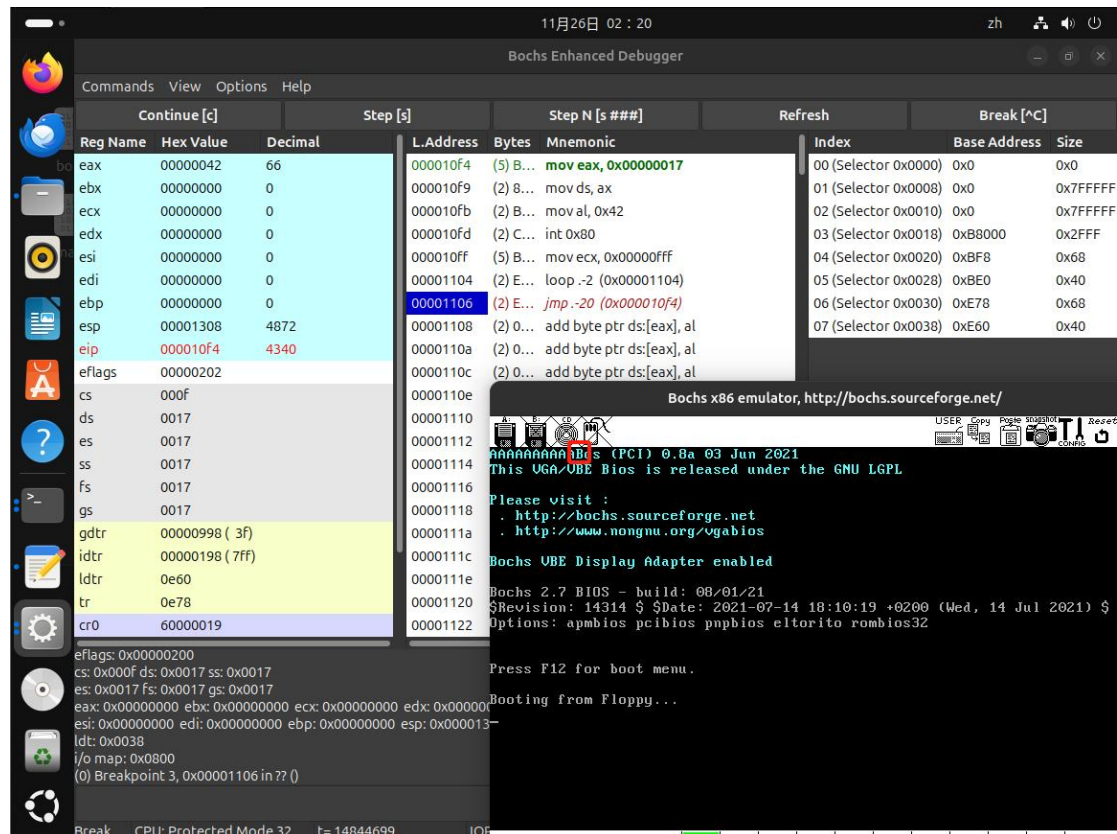 11月26日 02：20
zh
Bochs Enhanced Debugger
Commands View Options Help
Continue [c] Step [s] Step N [s ###] Refresh Break [^C]
Reg Name Hex Value Decimal
eax 00000042 66
ebx 00000000 0
ecx 00000000 0
edx 00000000 0
esi 00000000 0
edi 00000000 0
ebp 00000000 0
esp 00001308 4872
eip 000010f4 4340
eflags 00000202
cs 000f
ds 0017
es 0017
ss 0017
fs 0017
gs 0017
gdtr 00000998 ( 3f)
idtr 00000198 ( 7ff)
ldtr 0e60
tr 0e78
cr0 60000019
L.Address Bytes Mnemonic
000010f4 (5) B... mov eax, 0x00000017
000010f9 (2) 8... mov ds, ax
000010fb (2) B... mov al, 0x42
000010fd (2) C... int 0x80
000010ff (5) B... mov ecx, 0x00000fff
00001104 (2) E... loop .-2 (0x00001104)
00001106 (2) E... jmp .-20 (0x000010f4)
00001108 (2) 0... add byte ptr ds:[eax], al
0000110a (2) 0... add byte ptr ds:[eax], al
0000110c (2) 0... add byte ptr ds:[eax], al
0000110e
00001110
00001112
00001114
00001116
00001118
0000111a
0000111c
0000111e
00001120
00001122
Index Base Address Size
00 (Selector 0x0000) 0x0 0x0
01 (Selector 0x0008) 0x0 0x7FFFFF
02 (Selector 0x0010) 0x0 0x7FFFFF
03 (Selector 0x0018) 0xB8000 0x2FFF
04 (Selector 0x0020) 0xBF8 0x68
05 (Selector 0x0028) 0xBE0 0x40
06 (Selector 0x0030) 0xE78 0x68
07 (Selector 0x0038) 0xE60 0x40
eflags: 0x00000200
cs: 0x000f ds: 0x0017 ss: 0x0017
es: 0x0017 fs: 0x0017 gs: 0x0017
eax: 0x00000000 ebx: 0x00000000 ecx: 0x00000000 edx: 0x000000
esi: 0x00000000 edi: 0x00000000 ebp: 0x00000000 esp: 0x000013
ldt: 0x0038
i/o map: 0x0800
(0) Breakpoint 3, 0x00001106 in ?? ()
Break CPU: Protected Mode 32 t= 14844699 IOP
Bochs x86 emulator, http://bochs.sourceforge.net/
A: B: CD USER Copy Paste snapshot CONFIG Reset
AAAAAAAAAABos (PCI) 0.8a 03 Jun 2021
This VGA/VBE Bios is released under the GNU LGPL
Please visit :
. http://bochs.sourceforge.net
. http://www.nongnu.org/vgabios
Bochs VBE Display Adapter enabled
Bochs 2.7 BIOS - build: 08/01/21
$Revision: 14314 $ $Date: 2021-07-14 18:10:19 +0200 (Wed, 14 Jul 2021) $
Options: apmbios pcibios pnpbios eltorito rombios32
Press F12 for boot menu.
Booting from Floppy...